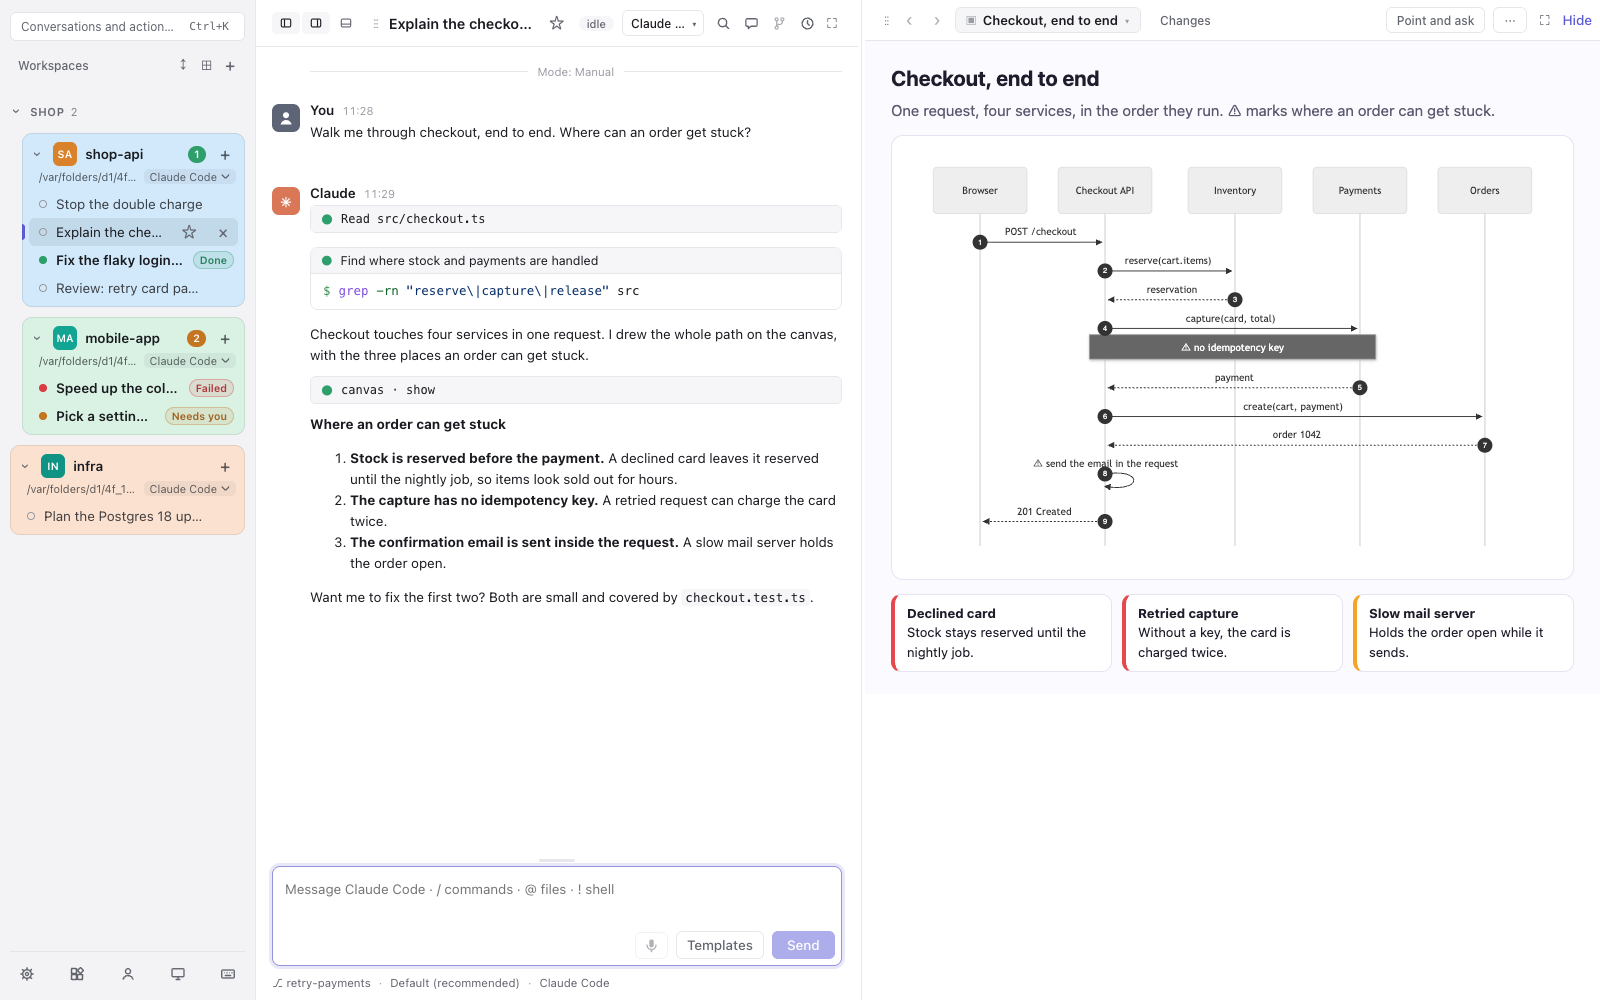 Conversations and action... Ctrl+K
Workspaces
SHOP 2
SA shop-api 1
/var/folders/d1/4f... Claude Code
Stop the double charge
Explain the che...
Fix the flaky login... Done
Review: retry card pa...
MA mobile-app 2
/var/folders/d1/4f... Claude Code
Speed up the col... Failed
Pick a settin... Needs you
IN infra
/var/folders/d1/4f_1... Claude Code
Plan the Postgres 18 up...
Explain the checko... idle Claude ...
Mode: Manual
You 11:28
Walk me through checkout, end to end. Where can an order get stuck?
Claude 11:29
Read src/checkout.ts
Find where stock and payments are handled
$ grep -rn "reserve\|capture\|release" src
Checkout touches four services in one request. I drew the whole path on the canvas,
with the three places an order can get stuck.
canvas · show
Where an order can get stuck
1. Stock is reserved before the payment. A declined card leaves it reserved
until the nightly job, so items look sold out for hours.
2. The capture has no idempotency key. A retried request can charge the card
twice.
3. The confirmation email is sent inside the request. A slow mail server holds
the order open.
Want me to fix the first two? Both are small and covered by checkout.test.ts.
Message Claude Code · / commands · @ files · ! shell
Templates Send
retry-payments · Default (recommended) · Claude Code
Checkout, end to end Changes Point and ask ... Hide
Checkout, end to end
One request, four services, in the order they run. ⚠ marks where an order can get stuck.
Browser Checkout API Inventory Payments Orders
1 POST /checkout
2 reserve(cart.items)
reservation 3
4 capture(card, total)
⚠ no idempotency key
payment 5
6 create(cart, payment)
order 1042 7
⚠ send the email in the request
8
201 Created 9
Declined card
Stock stays reserved until the
nightly job.
Retried capture
Without a key, the card is
charged twice.
Slow mail server
Holds the order open while it
sends.